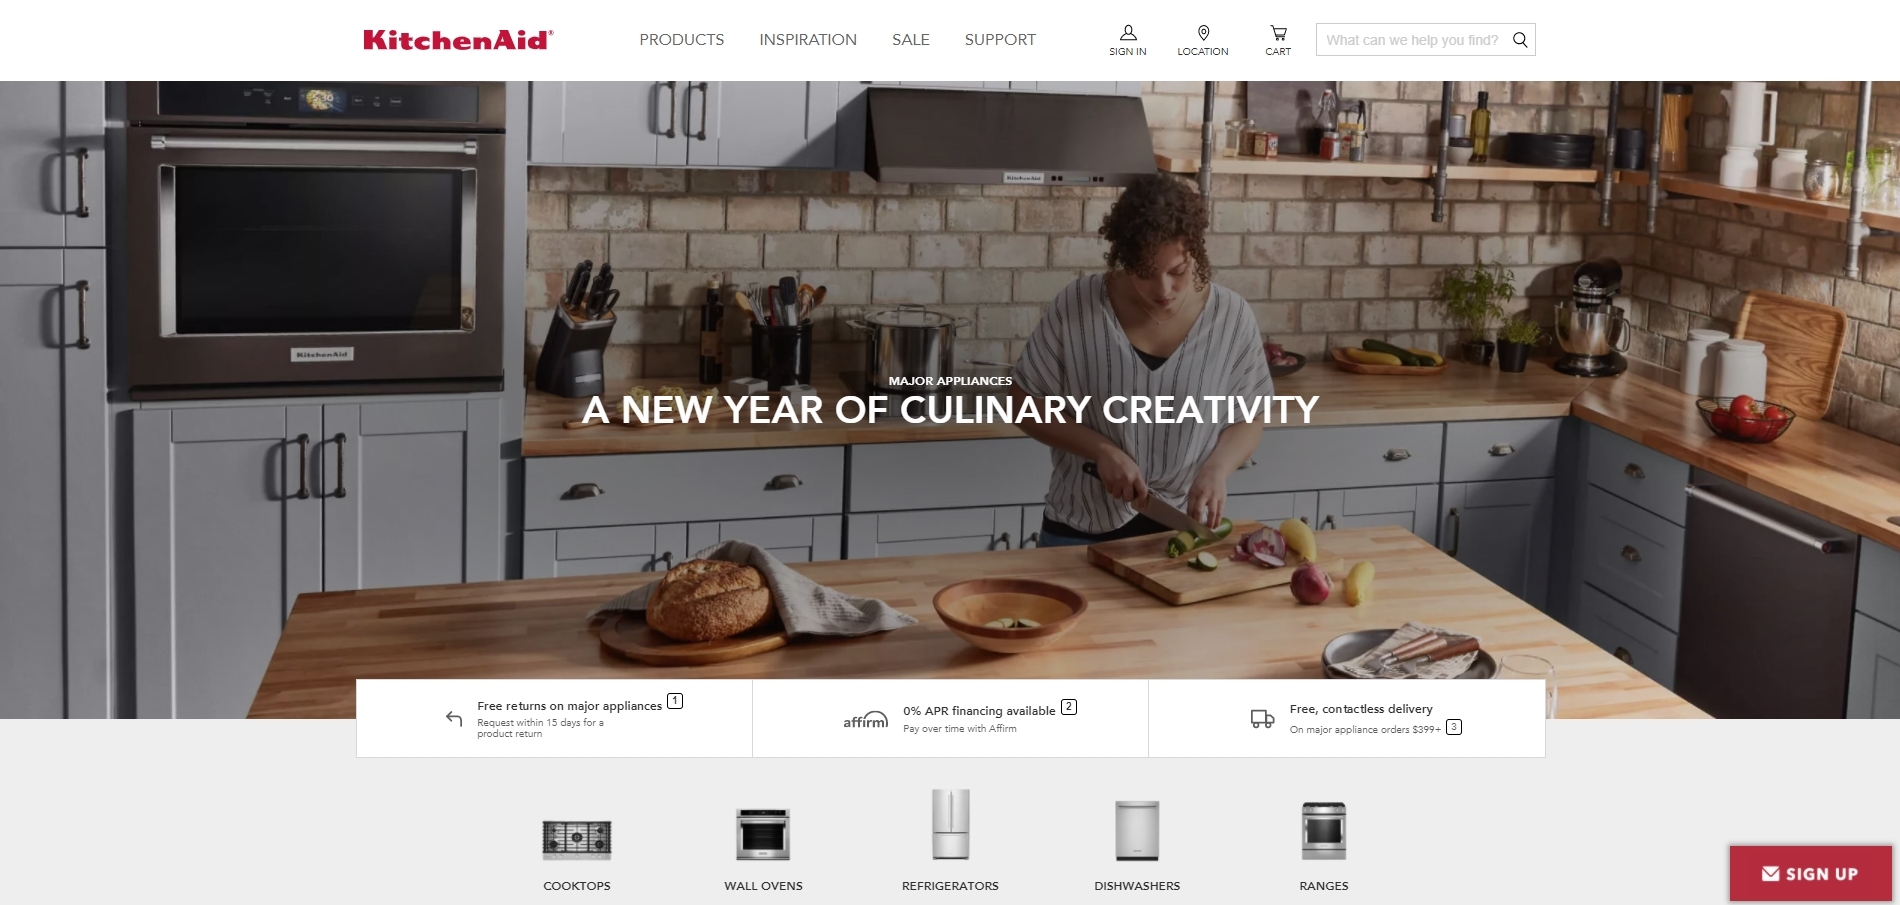 KitchenAid®
PRODUCTS
INSPIRATION
SALE
SUPPORT
SIGN IN
LOCATION
CART
What can we help you find?
KitchenAid
KitchenAid
MAJOR APPLIANCES
A NEW YEAR OF CULINARY CREATIVITY
Free returns on major appliances 1
Request within 15 days for a
product return
affirm
0% APR financing available 2
Pay over time with Affirm
Free, contactless delivery
On major appliance orders $399+ 3
COOKTOPS
WALL OVENS
REFRIGERATORS
DISHWASHERS
RANGES
SIGN UP